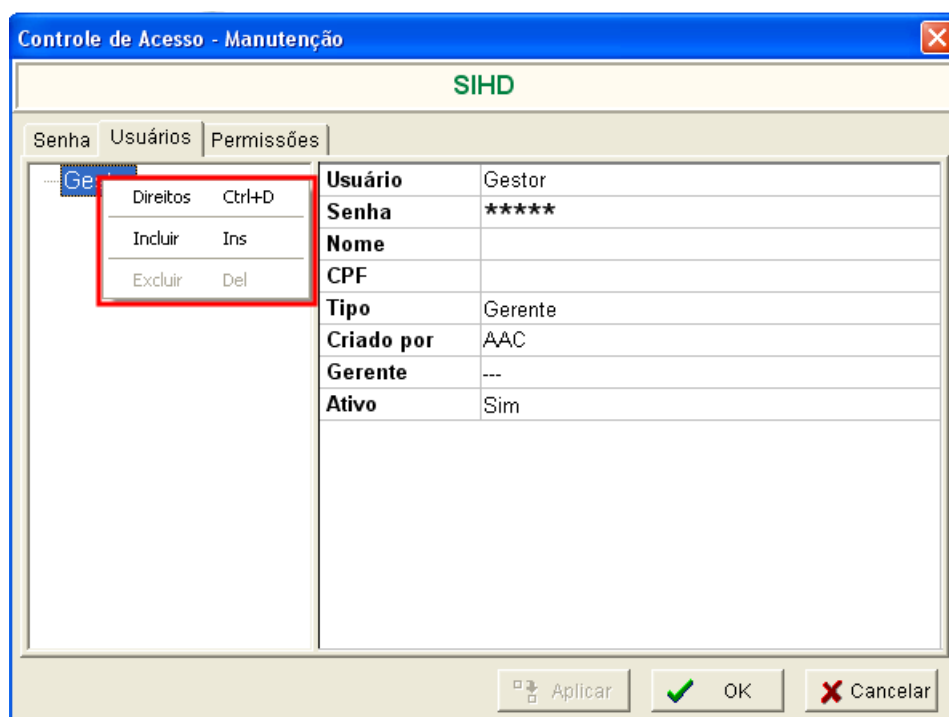 Controle de Acesso - Manutenção
SIHD
Senha Usuários Permissões
Direitos Ctrl+D
Incluir Ins
Excluir Del
Usuário Gestor
Senha *****
Nome
CPF
Tipo Gerente
Criado por AAC
Gerente ---
Ativo Sim
Aplicar OK Cancelar